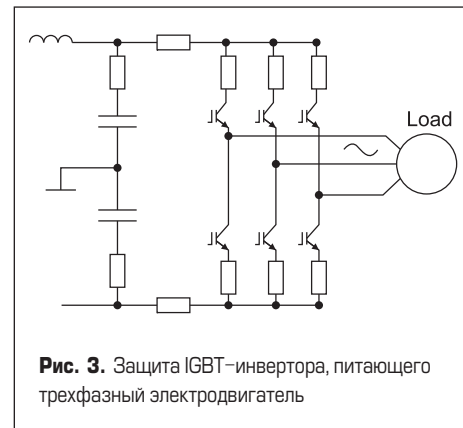 Load
Рис. 3. Защита IGBT-инвертора, питающего
трехфазный электродвигатель